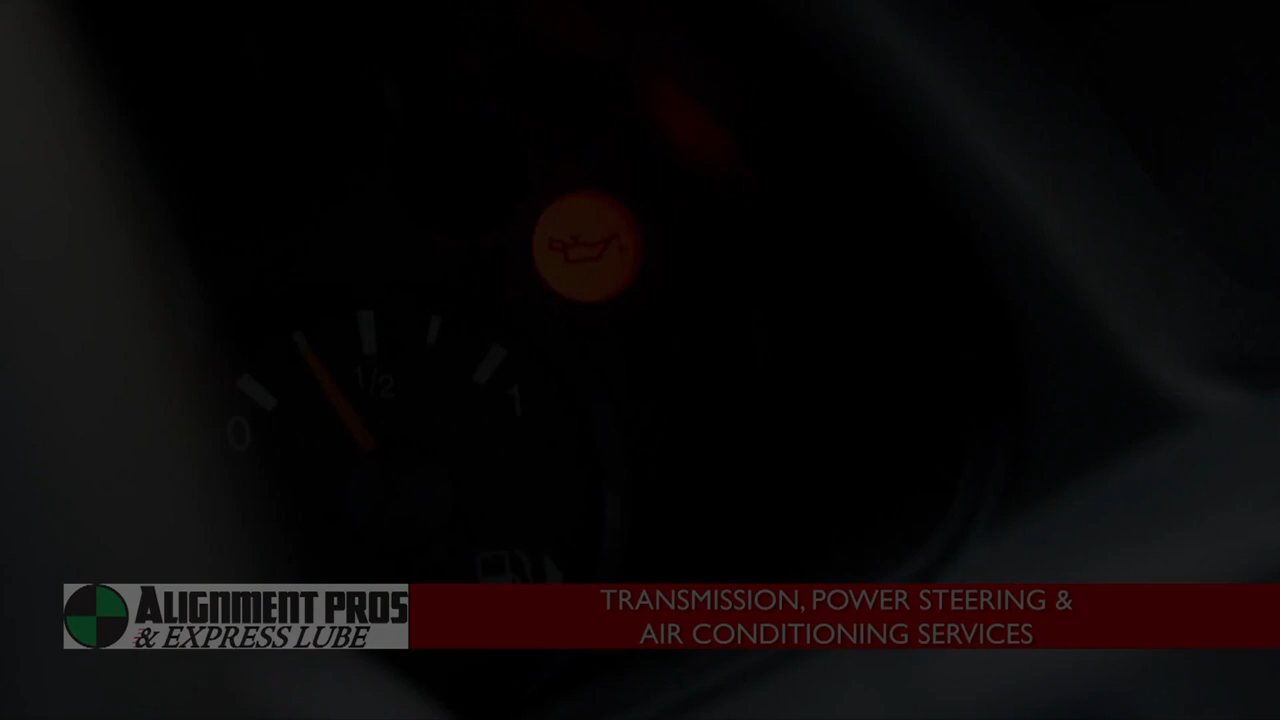 1/2
1
0
ALIGNMENT PROS
& EXPRESS LUBE
TRANSMISSION, POWER STEERING &
AIR CONDITIONING SERVICES